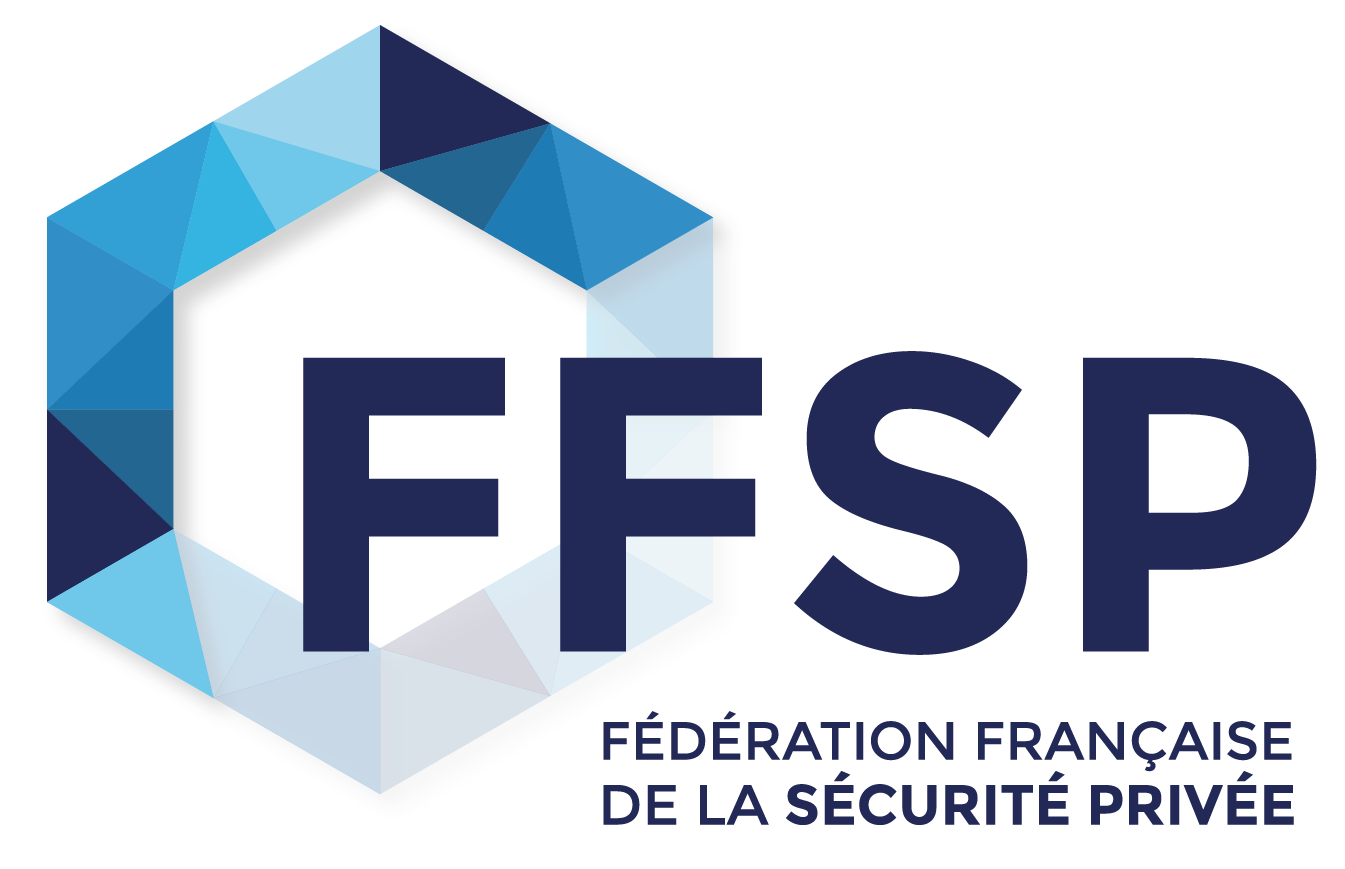 FFSP
FÉDÉRATION FRANÇAISE
DE LA SÉCURITÉ PRIVÉE